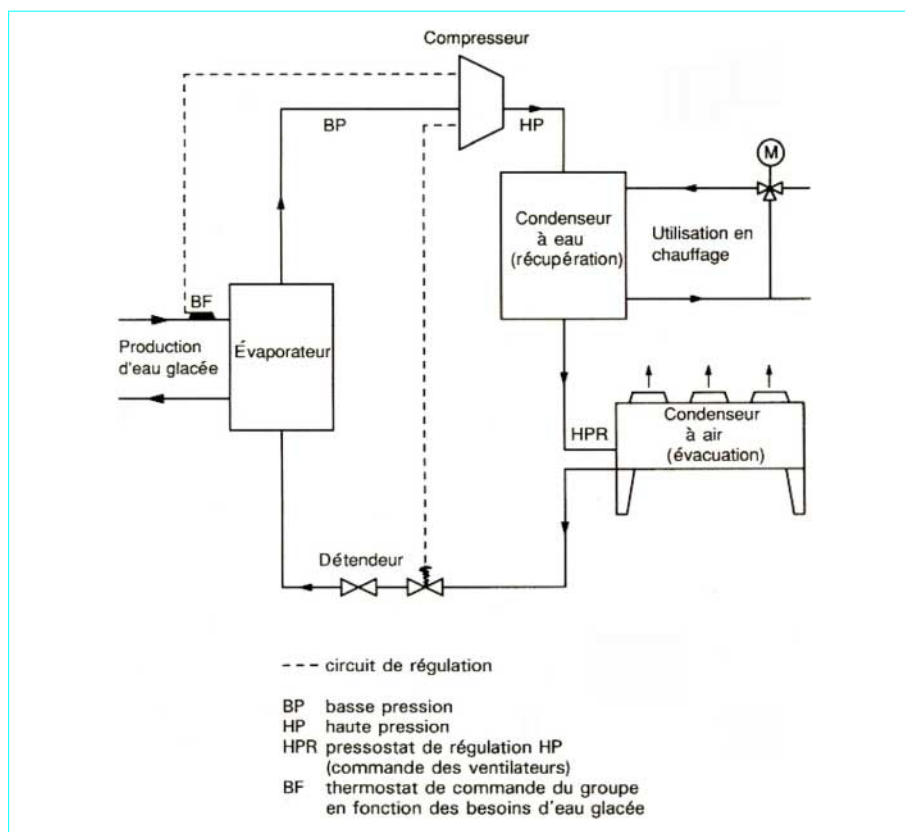 Compresseur
BP
HP
M
Condenseur
à eau
(récupération)
Utilisation en
chauffage
BF
Production
d'eau glacée
Évaporateur
HPR
Condenseur
à air
(évacuation)
Détendeur
--- circuit de régulation
BP basse pression
HP haute pression
HPR pressostat de régulation HP
(commande des ventilateurs)
BF thermostat de commande du groupe
en fonction des besoins d'eau glacée